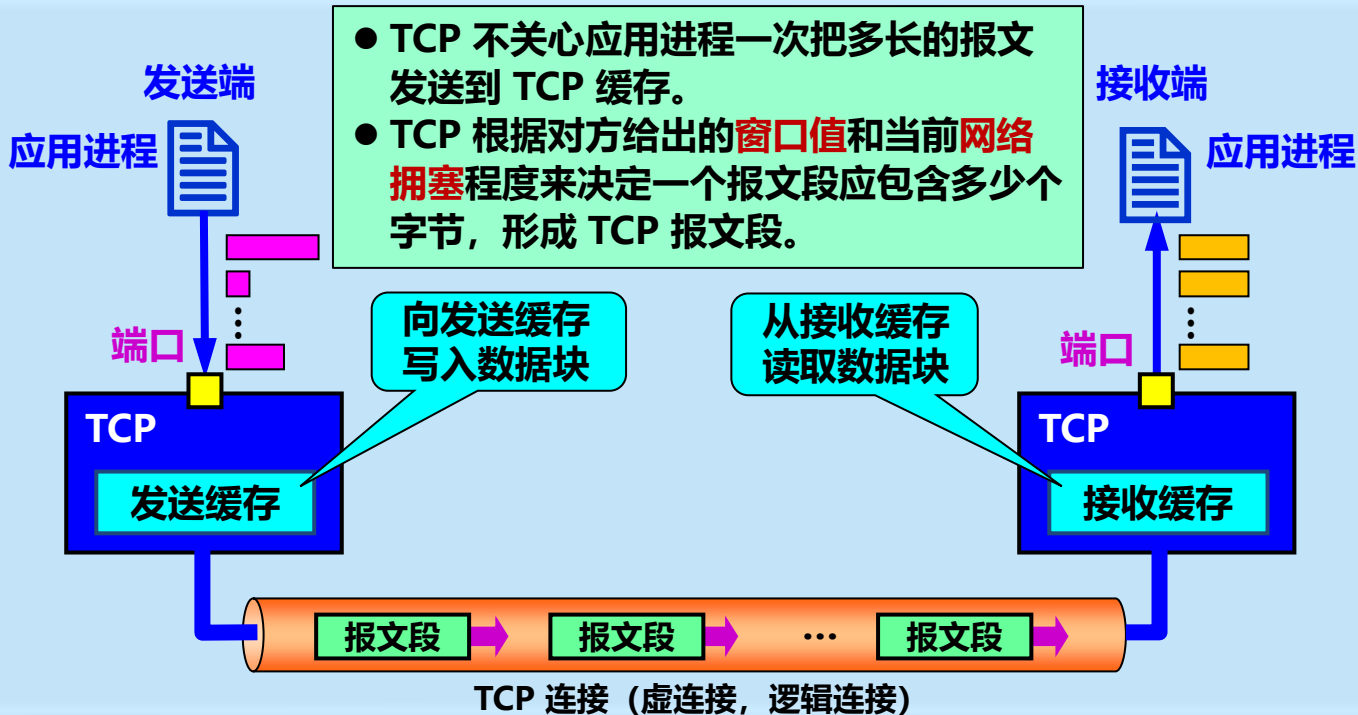 ● TCP 不关心应用进程一次把多长的报文
发送到 TCP 缓存。
● TCP 根据对方给出的窗口值和当前网络
拥塞程度来决定一个报文段应包含多少个
字节，形成 TCP 报文段。
发送端
应用进程
接收端
应用进程
端口
向发送缓存
写入数据块
从接收缓存
读取数据块
端口
TCP
发送缓存
TCP
接收缓存
报文段
报文段
…
报文段
TCP 连接（虚连接，逻辑连接）